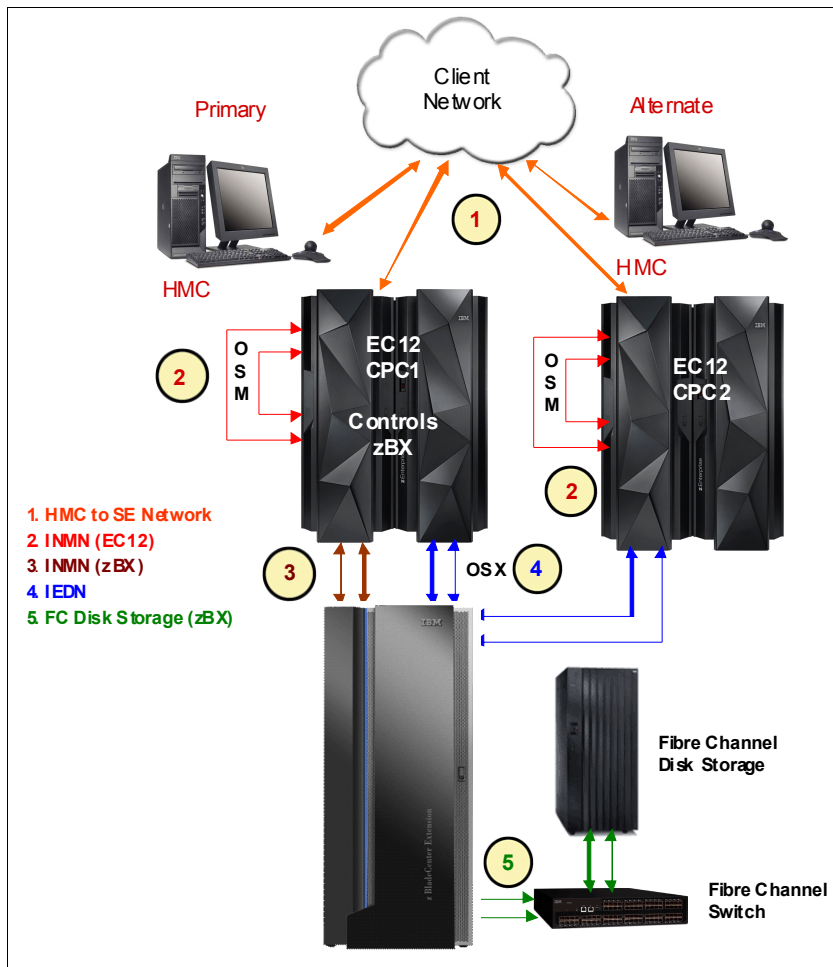 Client
Network
Primary
Alternate
1
HMC
HMC
IBM
IBM
O
S
M
2
EC12
CPC1
Controls
zBX
O
S
M
EC12
CPC2
2
zEnterprise
zEnterprise
1. HMC to SE Network
2. INMN (EC12)
3. INMN (zBX)
4. IEDN
5. FC Disk Storage (zBX)
3
OSX
4
IBM
z BladeCenter Extension
Fibre Channel
Disk Storage
5
Fibre Channel
Switch